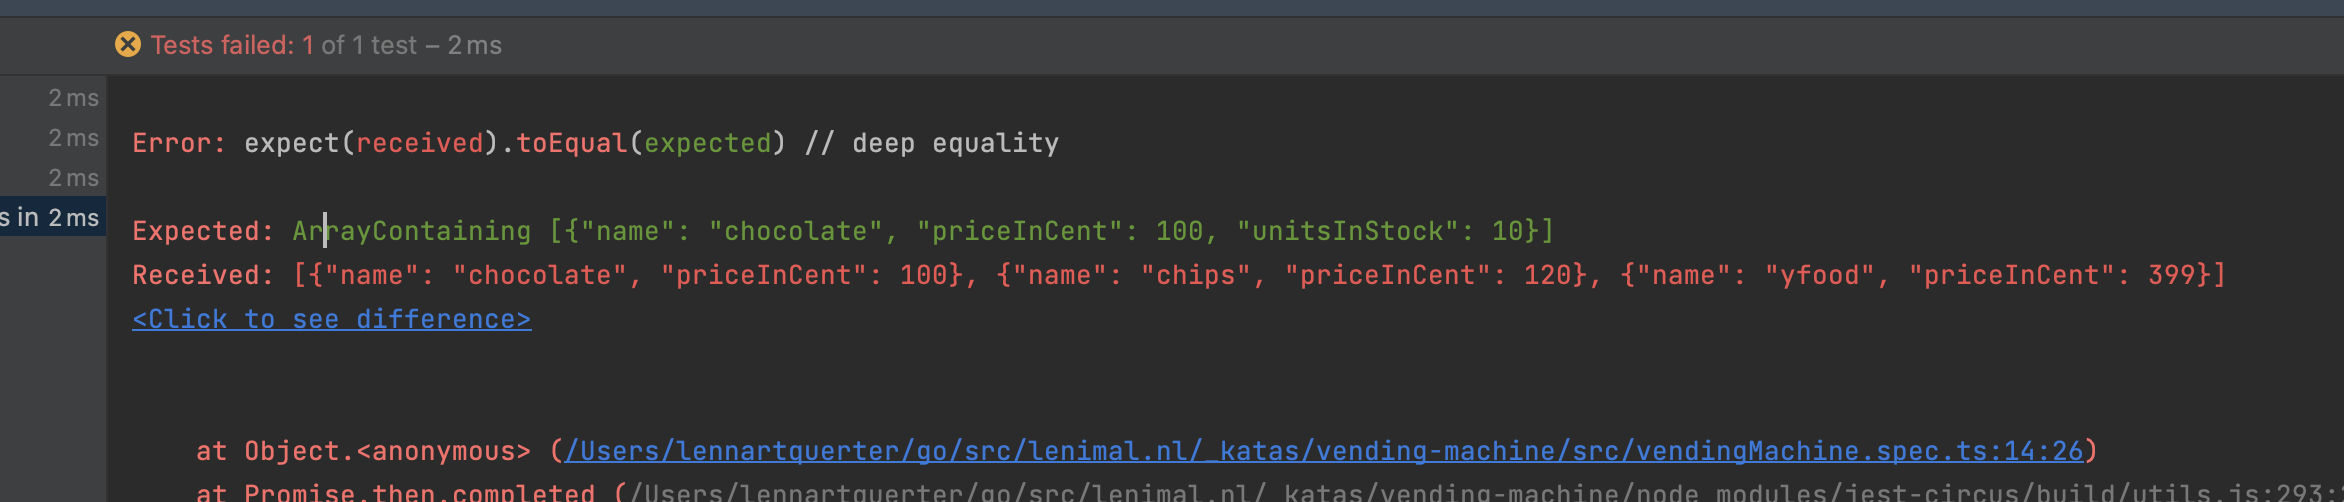 Tests failed: 1 of 1 test – 2 ms
2 ms
2 ms
2 ms
s in 2 ms
Error: expect(received).toEqual(expected) // deep equality
Expected: ArrayContaining [{"name": "chocolate", "priceInCent": 100, "unitsInStock": 10}]
Received: [{"name": "chocolate", "priceInCent": 100}, {"name": "chips", "priceInCent": 120}, {"name": "yfood", "priceInCent": 399}]
<Click to see difference>
at Object.<anonymous> (/Users/lennartquerter/go/src/lenimal.nl/_katas/vending-machine/src/vendingMachine.spec.ts:14:26)
at Promise.then.completed (/Users/lennartquerter/go/src/lenimal.nl/_katas/vending-machine/node_modules/jest-circus/build/utils.js:293: